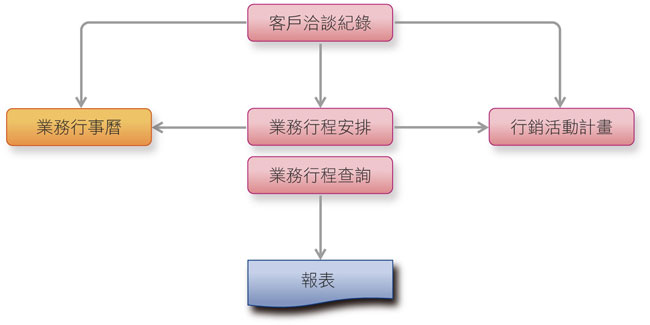 客戶洽談紀錄
業務行事曆
業務行程安排
行銷活動計畫
業務行程查詢
報表